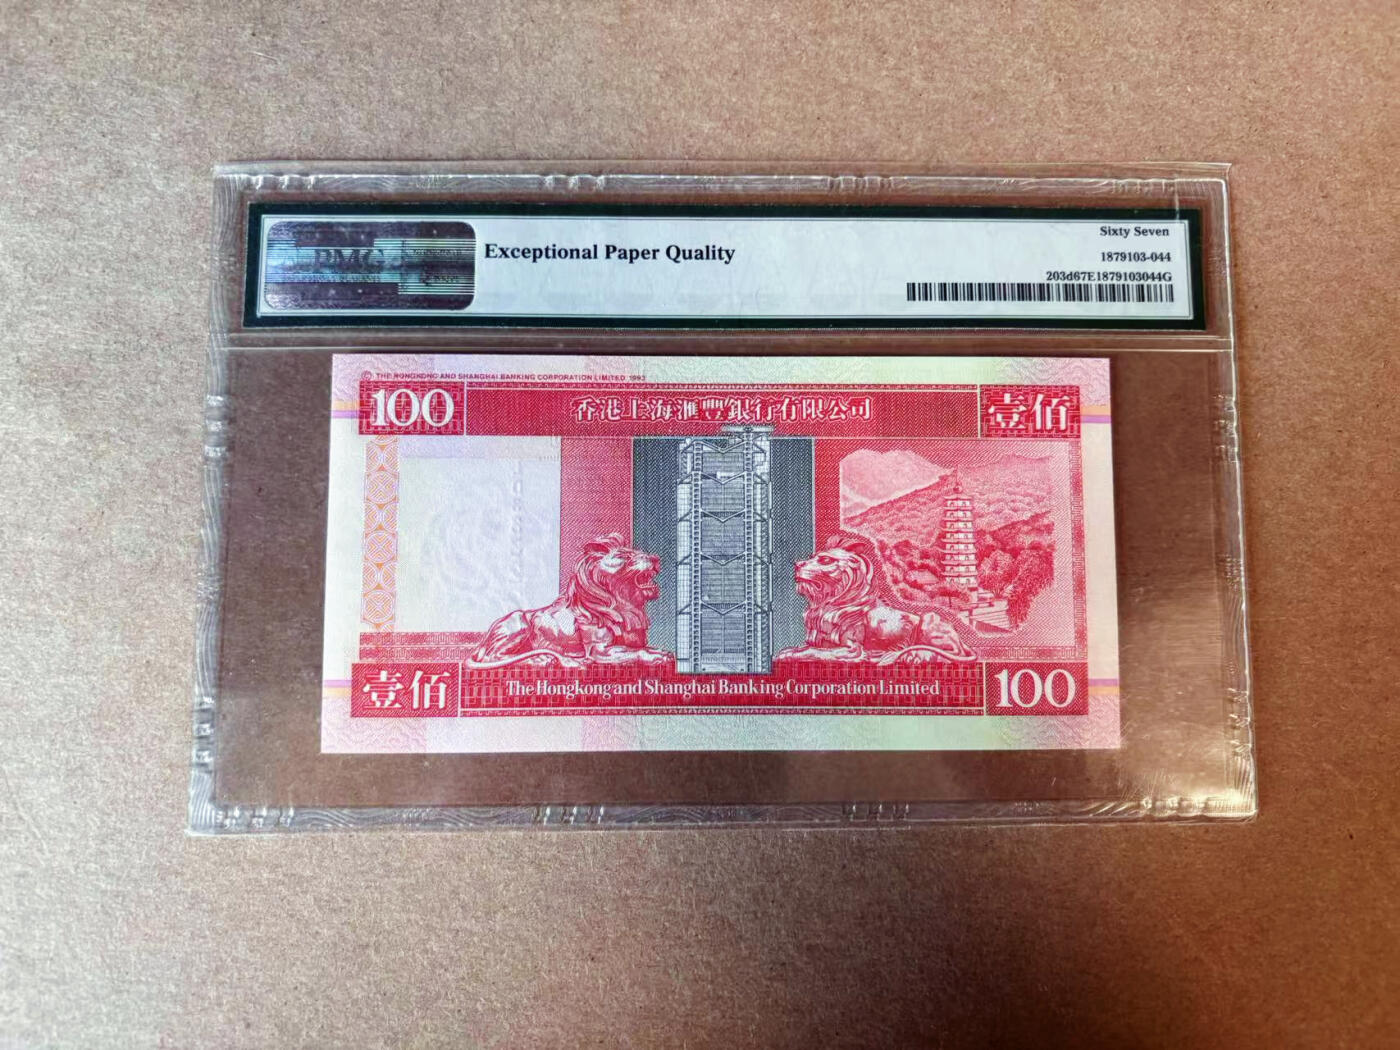 PMG
Exceptional Paper Quality
Sixty Seven
1879103-044
203d67E1879103044G
© THE HONGKONG AND SHANGHAI BANKING CORPORATION LIMITED 1993
100
香港上海滙豐銀行有限公司
壹佰
壹佰
The Hongkong and Shanghai Banking Corporation Limited
100